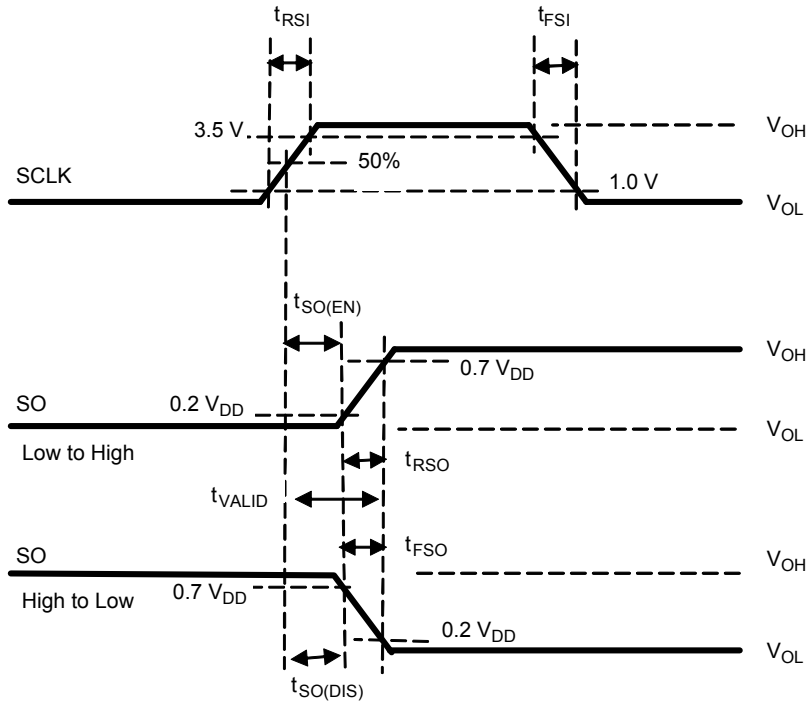 tRSI
tFSI
3.5 V
VOH
50%
SCLK
1.0 V
VOL
tSO(EN)
VOH
0.7 VDD
SO
0.2 VDD
VOL
Low to High
tRSO
tVALID
tFSO
SO
VOH
High to Low
0.7 VDD
0.2 VDD
VOL
tSO(DIS)